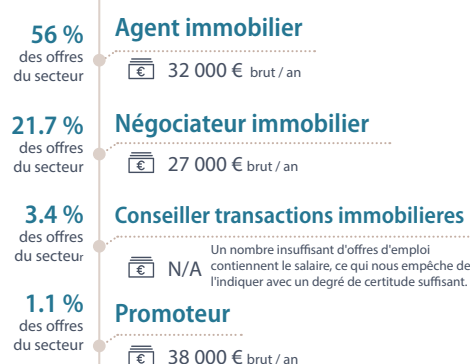 56 %
des offres
du secteur
Agent immobilier
€ 32 000 € brut / an
21.7 %
des offres
du secteur
Négociateur immobilier
€ 27 000 € brut / an
3.4 %
des offres
du secteur
Conseiller transactions immobilieres
€ N/A
Un nombre insuffisant d'offres d'emploi
contiennent le salaire, ce qui nous empêche de
l'indiquer avec un degré de certitude suffisant.
1.1 %
des offres
du secteur
Promoteur
€ 38 000 € brut / an